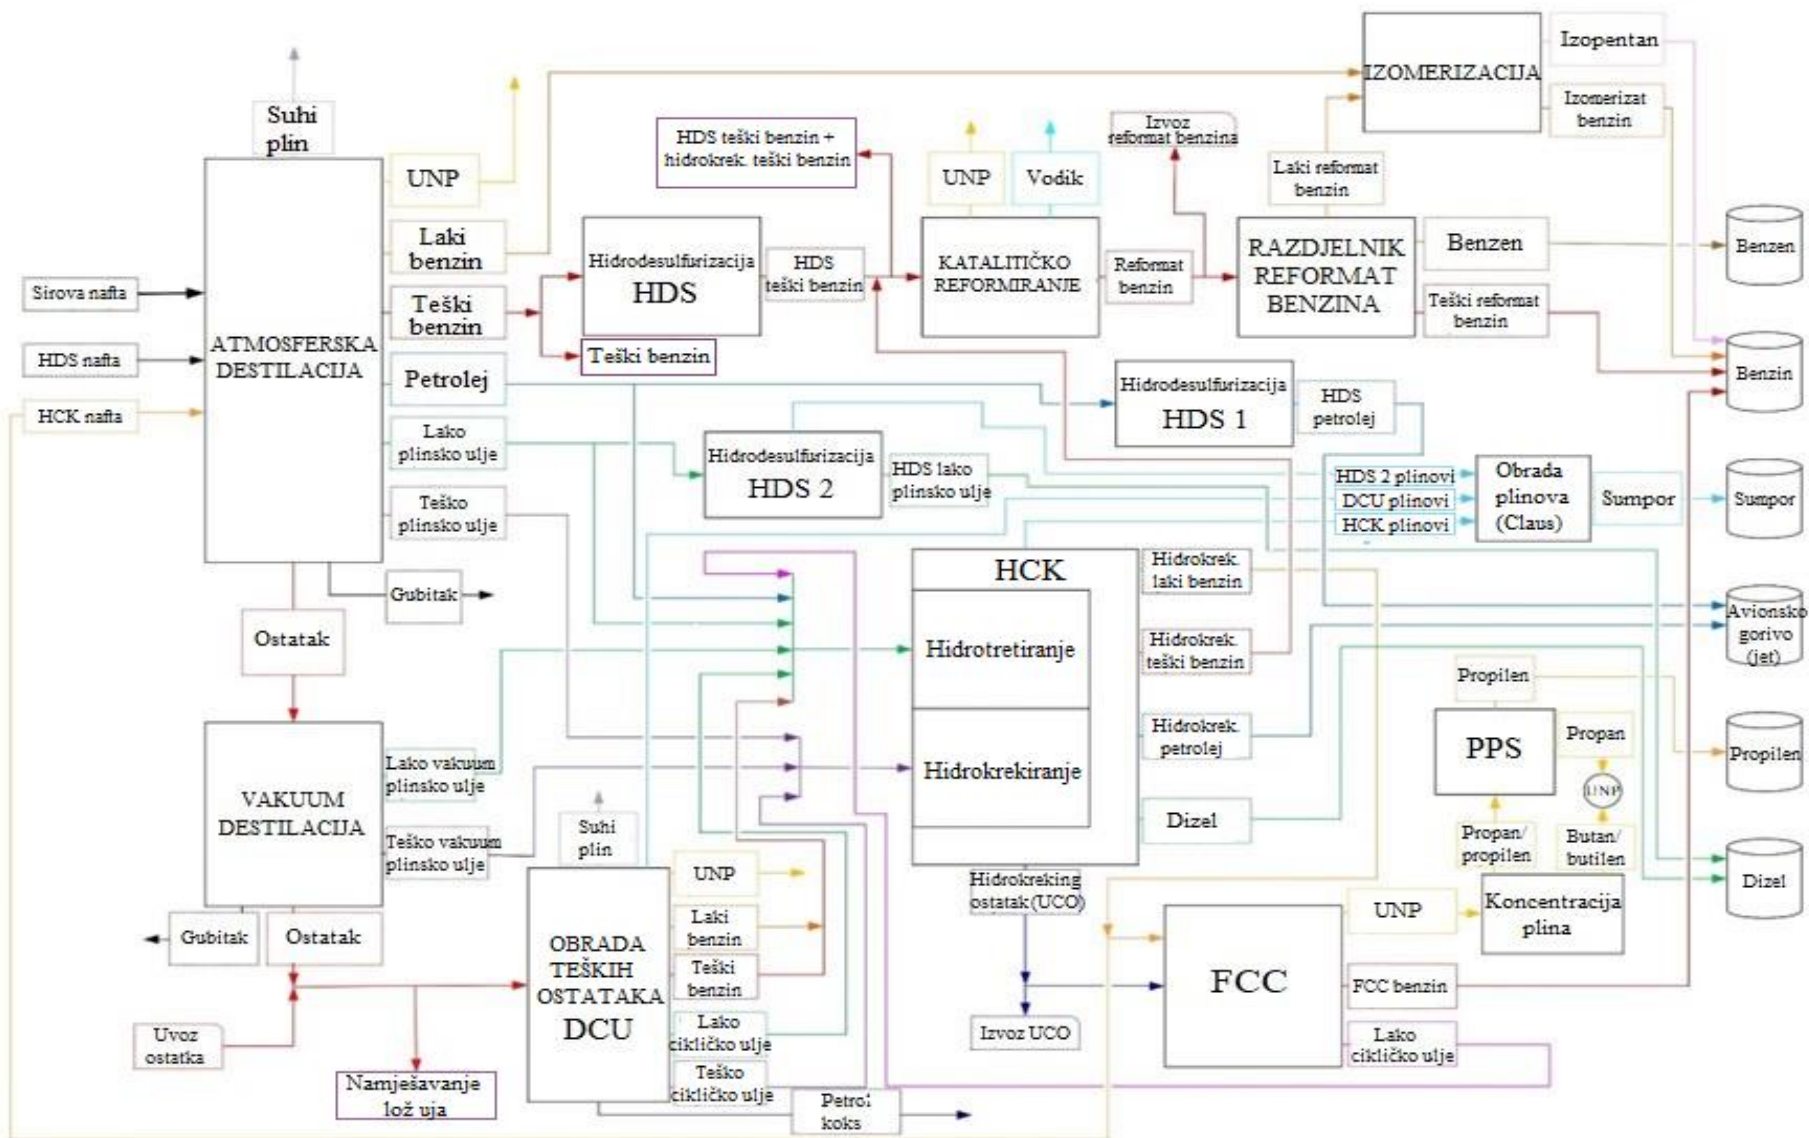 Suhi
plin
UNP
Laki
benzin
Teški
benzin
Petrolej
Lako
plinsko ulje
Teško
plinsko ulje
Sirova nafta
HDS nafta
HCK nafta
ATMOSFERSKA
DESTILACIJA
Gubitak
Ostatak
VAKUUM
DESTILACIJA
Lako vakuum
plinsko ulje
Teško vakuum
plinsko ulje
Gubitak
Ostatak
Uvoz
ostatka
Namješavanje
lož uja
HDS teški benzin +
hidrokrek. teški benzin
Hidrodesulfurizacija
HDS
HDS
teški benzin
Teški benzin
UNP
Vodik
KATALITIČKO
REFORMIRANJE
Reformat
benzin
Izvoz
reformat benzina
RAZDJELNIK
REFORMAT
BENZINA
Laki reformat
benzin
Benzen
Teški reformat
benzin
IZOMERIZACIJA
Izopentan
Izomerizat
benzin
Hidrodesulfurizacija
HDS 1
HDS
petrolej
Hidrodesulfurizacija
HDS 2
HDS lako
plinsko ulje
HDS 2 plinovi
DCU plinovi
HCK plinovi
Obrada
plinova
(Claus)
Sumpor
HCK
Hidrotretiranje
Hidrokrekiranje
Hidrokrek.
laki benzin
Hidrokrek.
teški benzin
Hidrokrek.
petrolej
Dizel
Hidrokreking
ostatak (UCO)
Izvoz UCO
Suhi
plin
OBRADA
TEŠKIH
OSTATAKA
DCU
UNP
Laki
benzin
Teški
benzin
Lako
cikličko ulje
Teško
cikličko ulje
Petrol
koks
FCC
UNP
FCC benzin
Lako
cikličko ulje
Koncentracija
plina
Propan/
propilen
Butan/
butilen
PPS
Propilen
Propan
UNP
Benzen
Benzin
Sumpor
Avionsko
gorivo
(jet)
Propilen
Dizel